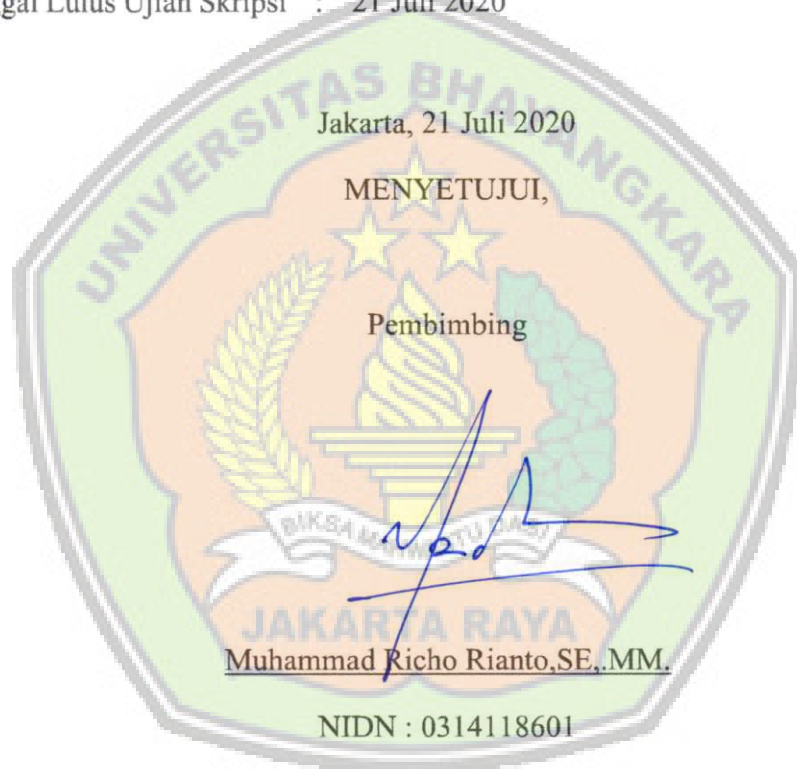 Lulus Ujian Skripsi : 21 Juli 2020
UNIVERSITAS BHAYANGKARA
Jakarta, 21 Juli 2020
MENYETUJUI,
Pembimbing
JAKARTA RAYA
Muhammad Richo Rianto,SE,.MM.
NIDN : 0314118601